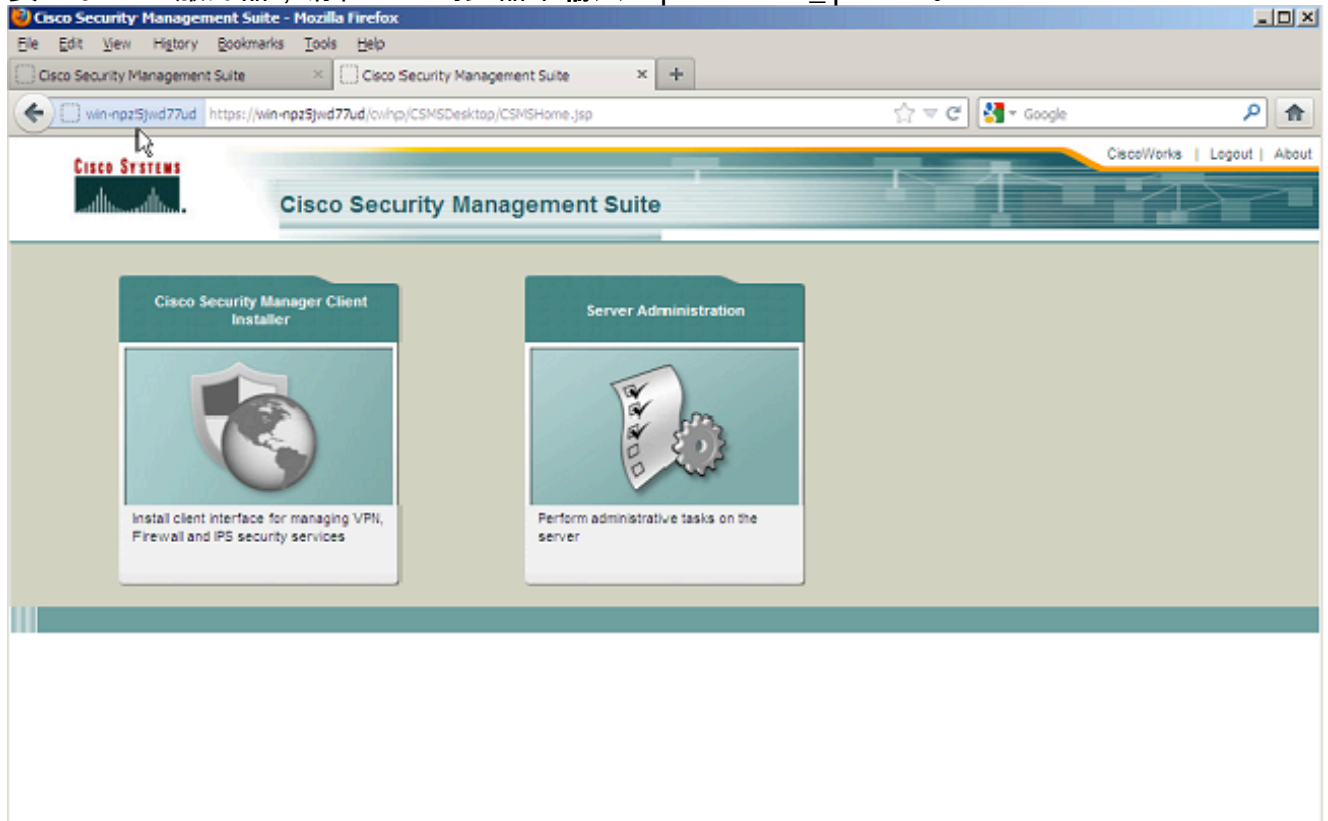 Cisco Security Management Suite - Mozilla Firefox
File Edit View History Bookmarks Tools Help
Cisco Security Management Suite
Cisco Security Management Suite
win-npzt5jwd77ud https://win-npzt5jwd77ud/cwhp/CSMSDesktop/CSMSHome.jsp
Google
CISCO SYSTEMS
CiscoWorks | Logout | About
Cisco Security Management Suite
Cisco Security Manager Client
Installer
Install client interface for managing VPN,
Firewall and IPS security services
Server Administration
Perform administrative tasks on the
server